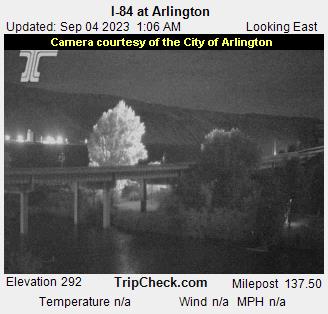 I-84 at Arlington
Updated: Sep 04 2023 1:06 AM Looking East
Camera courtesy of the City of Arlington
Elevation 292 TripCheck.com Milepost 137.50
Temperature n/a Wind n/a MPH n/a